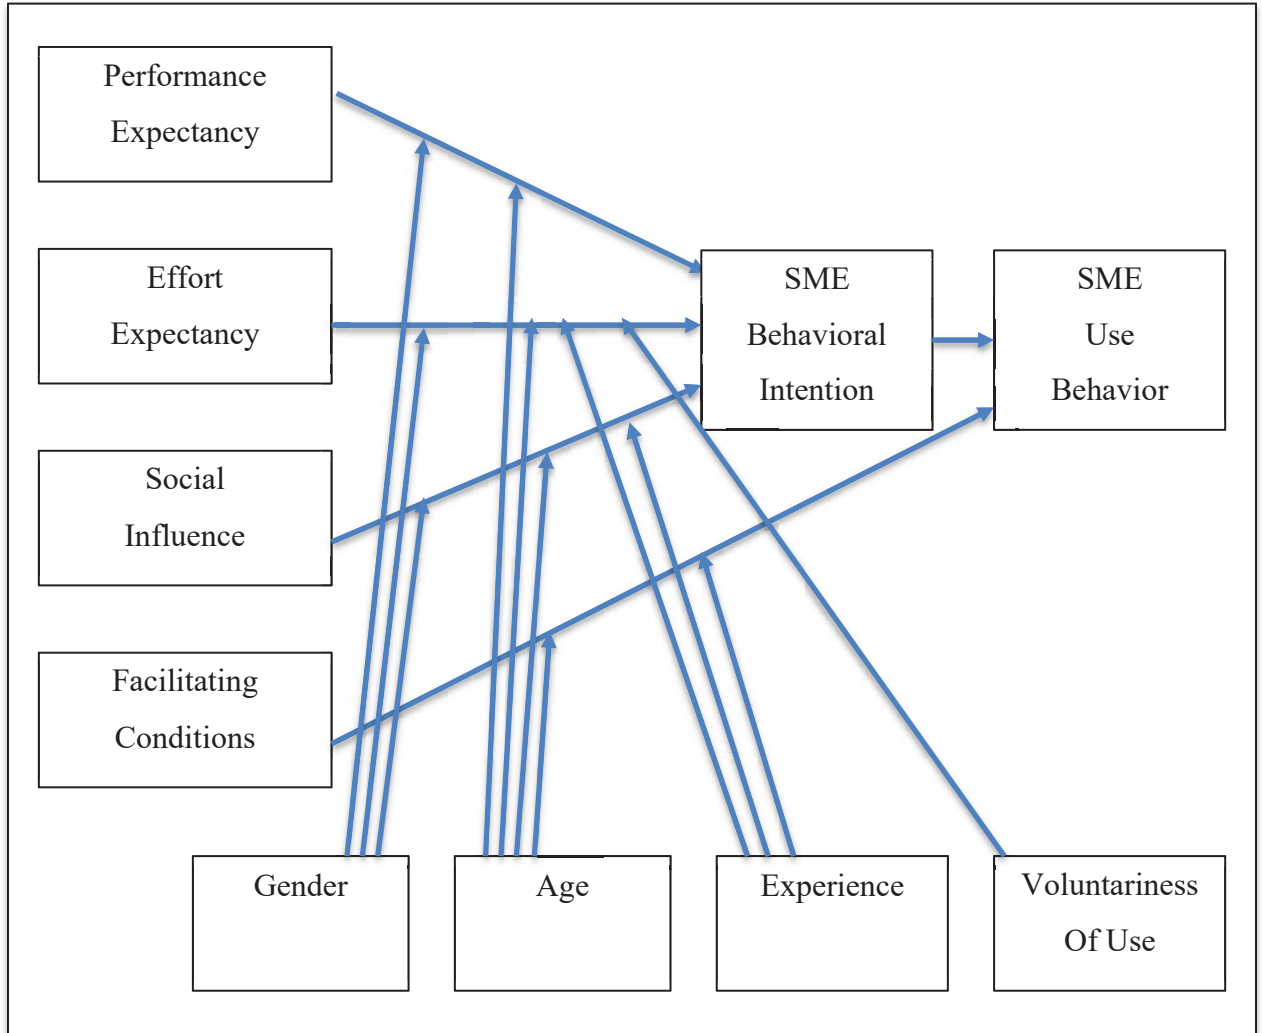 Performance
Expectancy
Effort
Expectancy
SME
Behavioral
Intention
SME
Use
Behavior
Social
Influence
Facilitating
Conditions
Gender
Age
Experience
Voluntariness
Of Use